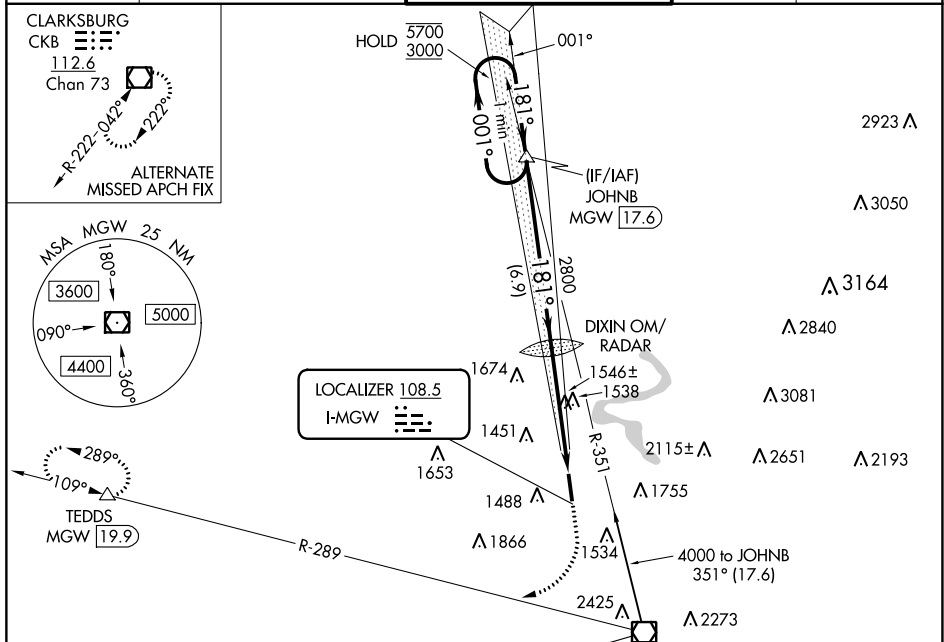 CLARKSBURG
CKB
112.6
Chan 73
R-222
042°
222°
ALTERNATE
MISSED APCH FIX
HOLD 5700
3000
001°
181°
1 min
001°
(IF/IAF)
JOHNB
MGW 17.6
2923
3050
3164
2840
3081
2651
2193
2115±
MSA MGW 25 NM
180°
3600
5000
090°
4400
360°
2800
181°
(6.9)
DIXIN OM/
RADAR
1674
1546±
1538
LOCALIZER 108.5
I-MGW
1451
1653
1488
1755
R-351
1866
1534
289°
109°
TEDDS
MGW 19.9
R-289
4000 to JOHNB
351° (17.6)
2425
2273